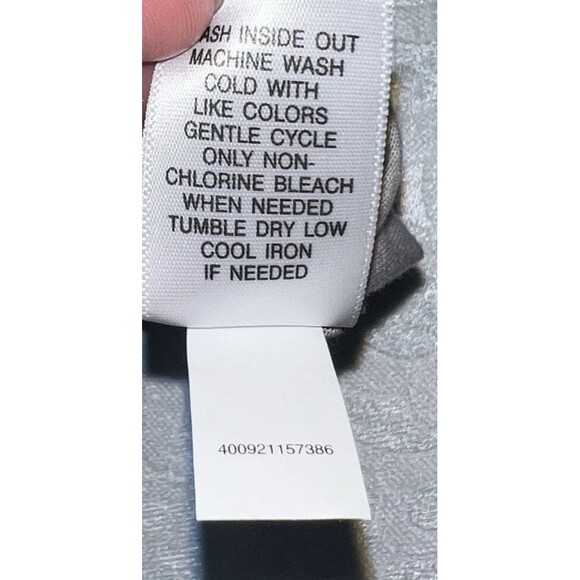 WASH INSIDE OUT
MACHINE WASH
COLD WITH
LIKE COLORS
GENTLE CYCLE
ONLY NON-
CHLORINE BLEACH
WHEN NEEDED
TUMBLE DRY LOW
COOL IRON
IF NEEDED
400921157386